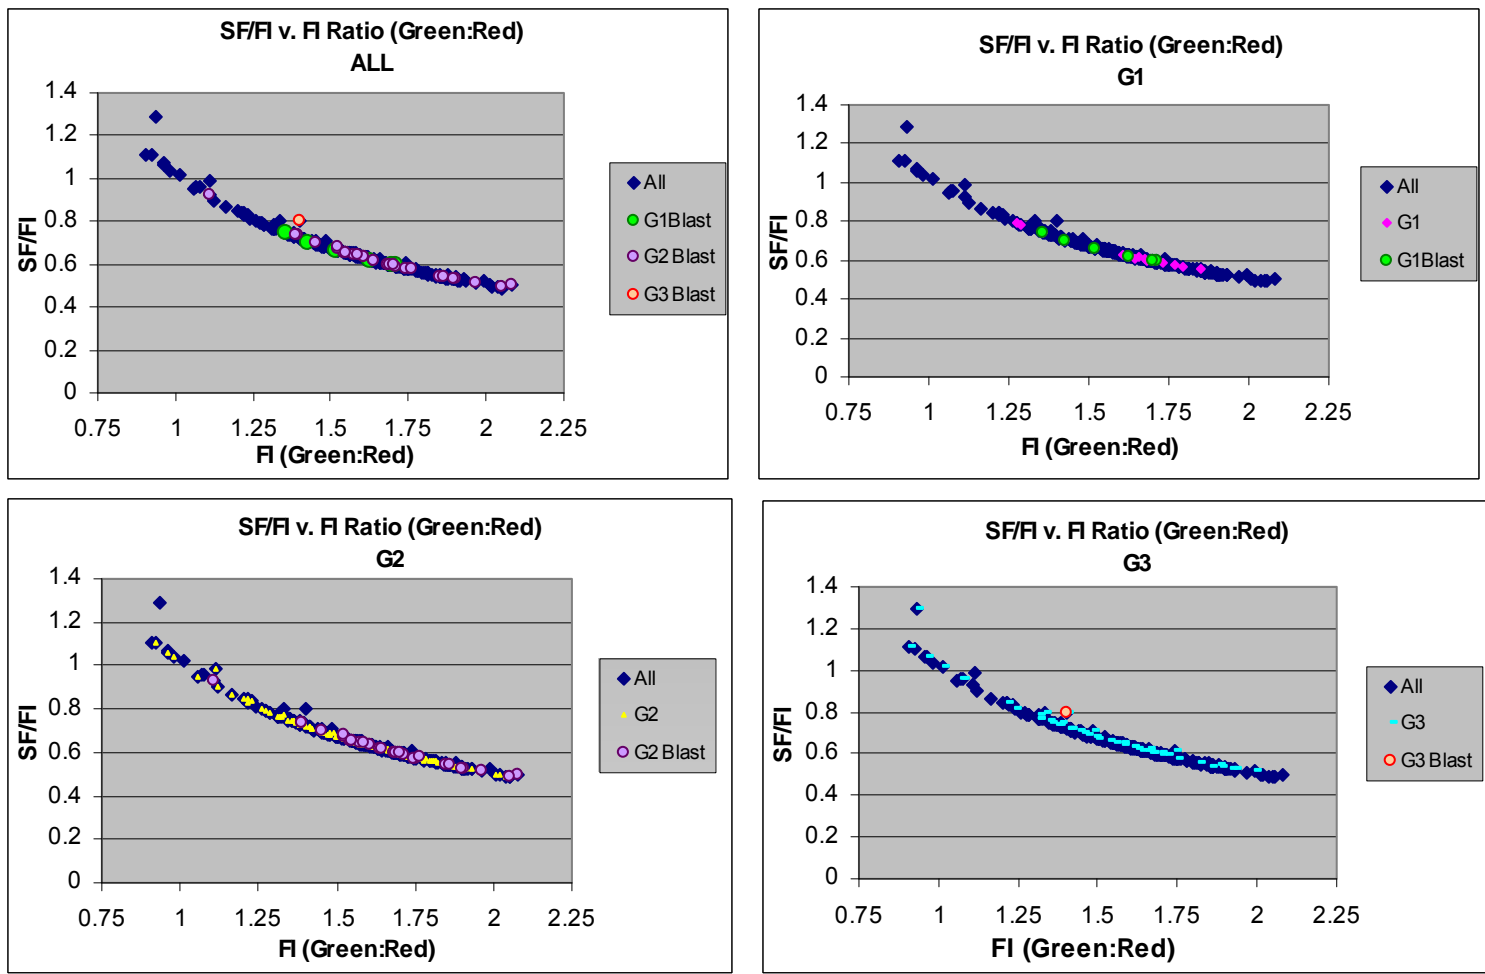 SF/FI v. FI Ratio (Green:Red)
ALL
SF/FI
1.4
1.2
1
0.8
0.6
0.4
0.2
0
0.75 1 1.25 1.5 1.75 2 2.25
FI (Green:Red)
All
G1Blast
G2 Blast
G3 Blast
SF/FI v. FI Ratio (Green:Red)
G1
SF/FI
1.4
1.2
1
0.8
0.6
0.4
0.2
0
0.75 1 1.25 1.5 1.75 2 2.25
FI (Green:Red)
All
G1
G1Blast
SF/FI v. FI Ratio (Green:Red)
G2
SF/FI
1.4
1.2
1
0.8
0.6
0.4
0.2
0
0.75 1 1.25 1.5 1.75 2 2.25
FI (Green:Red)
All
G2
G2 Blast
SF/FI v. FI Ratio (Green:Red)
G3
SF/FI
1.4
1.2
1
0.8
0.6
0.4
0.2
0
0.75 1 1.25 1.5 1.75 2 2.25
FI (Green:Red)
All
G3
G3 Blast